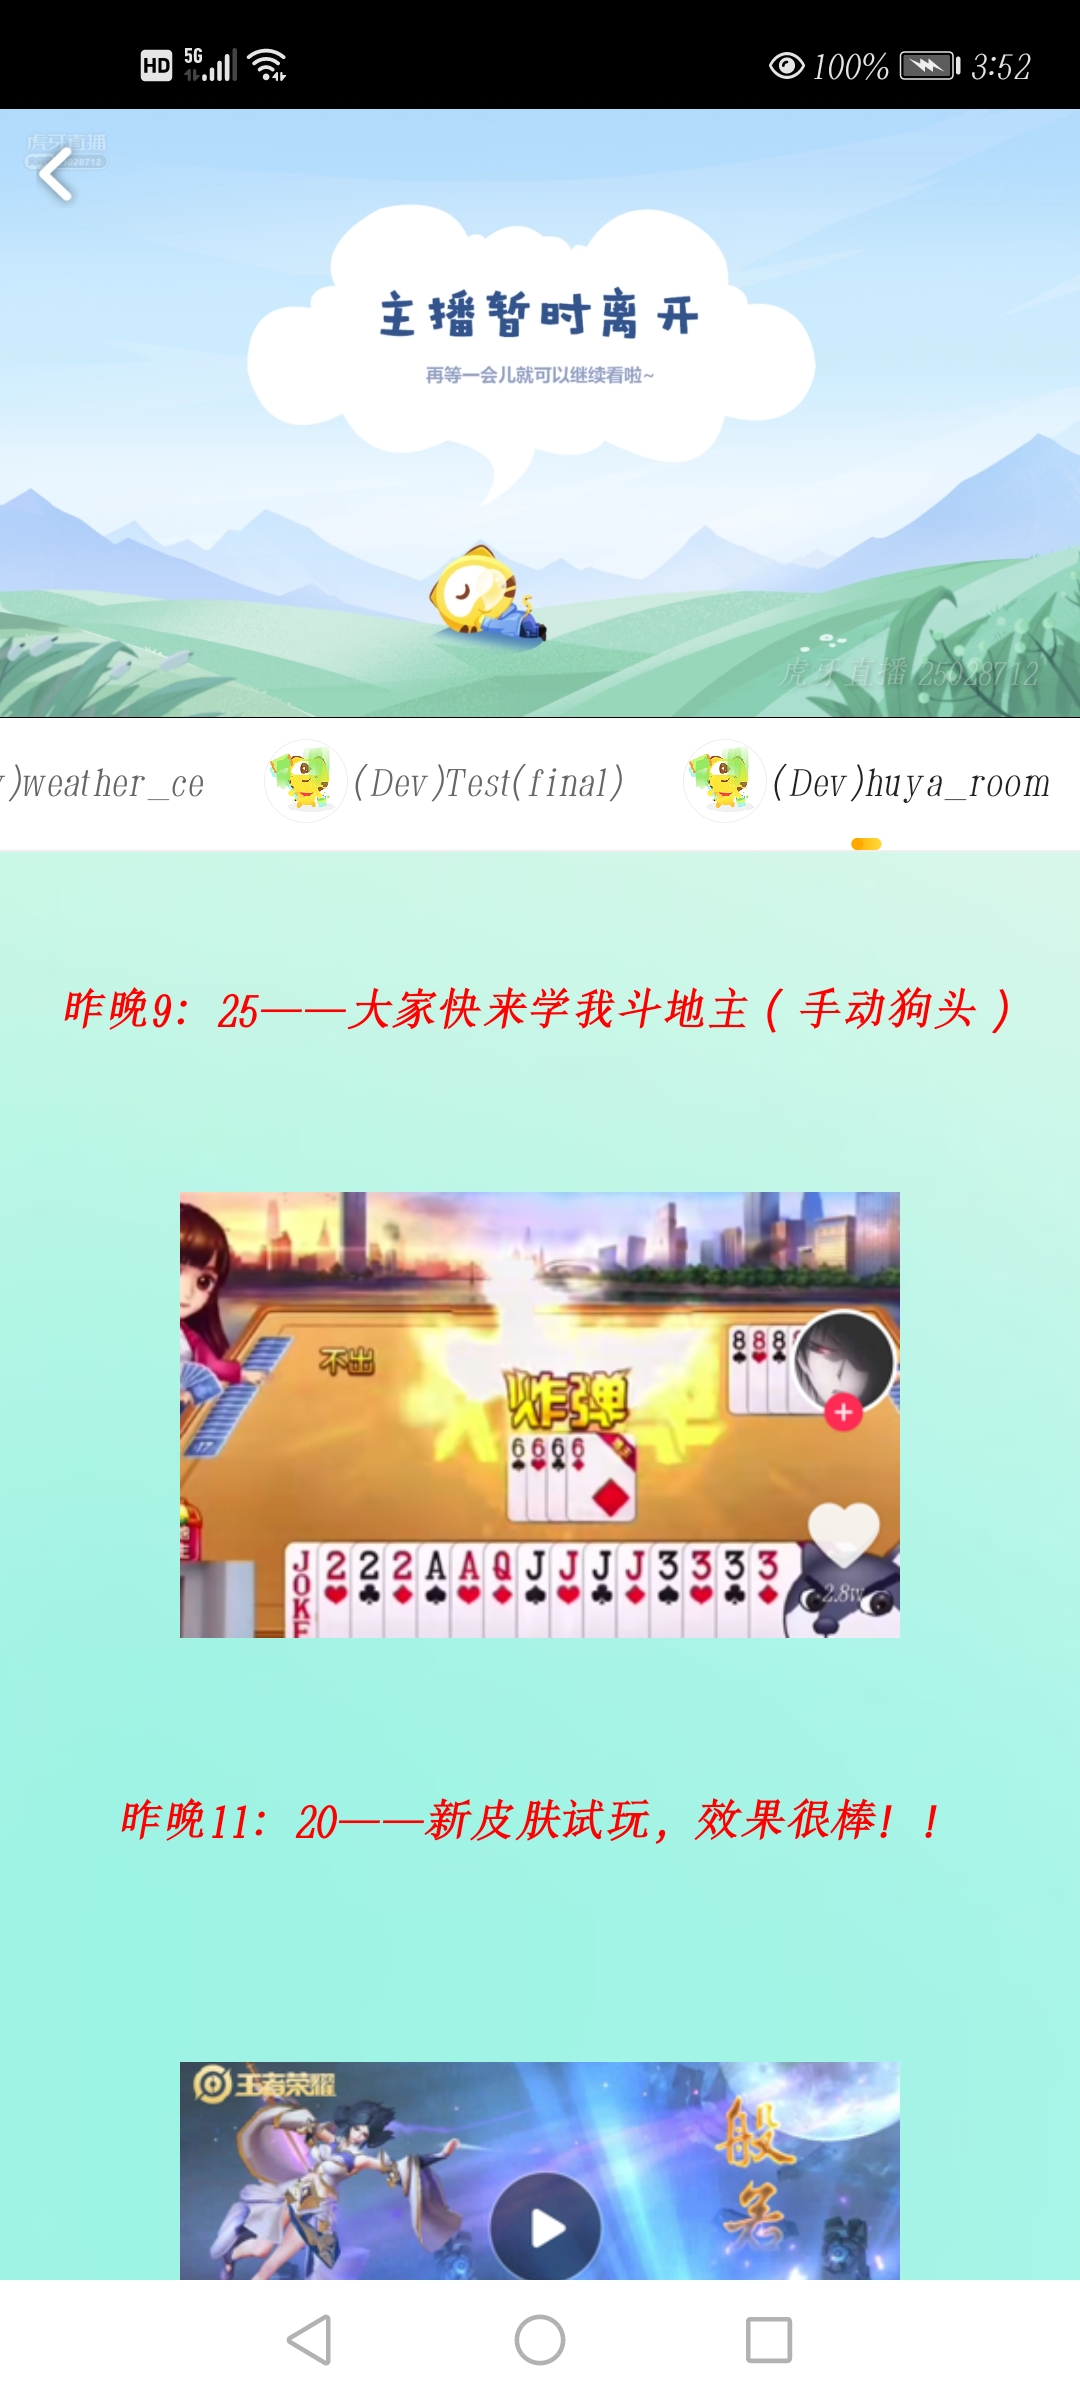 HD 5G 100% 3:52
虎牙直播
主播暂时离开
再等一会儿就可以继续看啦~
虎牙直播 25028712
)weather_ce (Dev)Test(final) (Dev)huya_room
昨晚9：25——大家快来学我斗地主（手动狗头）
不出
炸弹
8 8 8
6 6 6 6
17
JOKE 2 2 2 A A Q J J J J 3 3 3 3
2.8w
昨晚11：20——新皮肤试玩，效果很棒！！
王者荣耀
般若